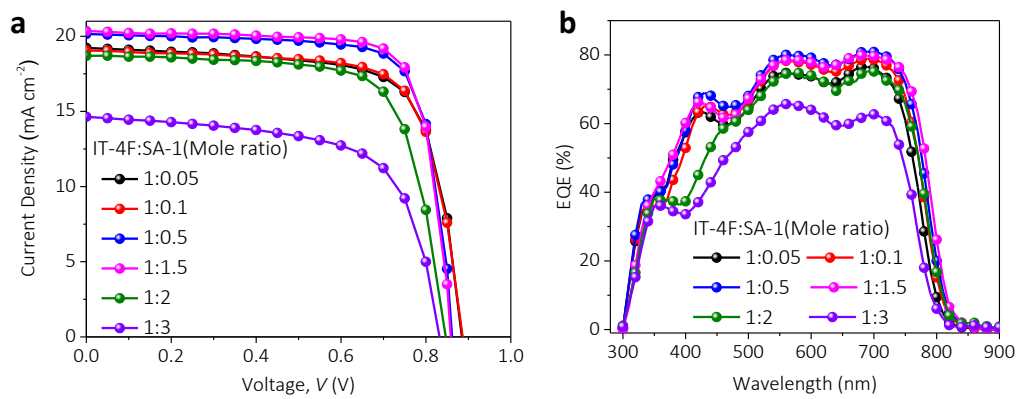 a
Current Density (mA cm⁻²)
20
15
10
5
0
0.0 0.2 0.4 0.6 0.8 1.0
Voltage, V (V)
IT-4F:SA-1(Mole ratio)
1:0.05
1:0.1
1:0.5
1:1.5
1:2
1:3
b
EQE (%)
80
60
40
20
0
300 400 500 600 700 800 900
Wavelength (nm)
IT-4F:SA-1(Mole ratio)
1:0.05 1:0.1
1:0.5 1:1.5
1:2 1:3